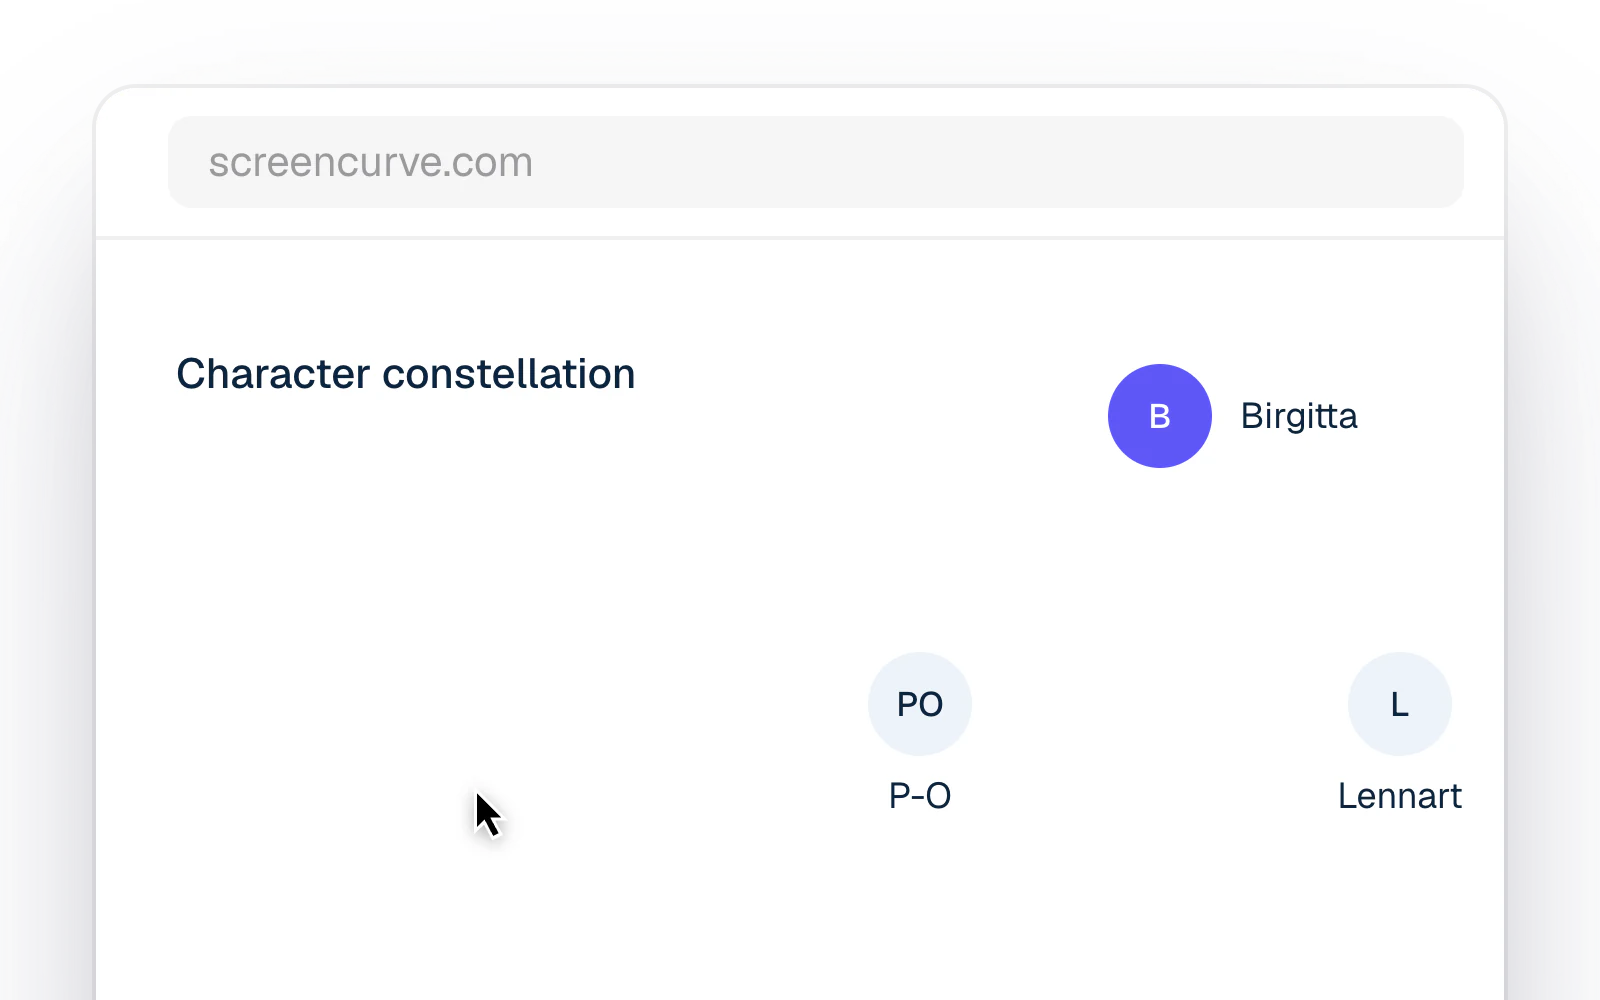 screencurve.com
Character constellation
B
Birgitta
PO
P-O
L
Lennart